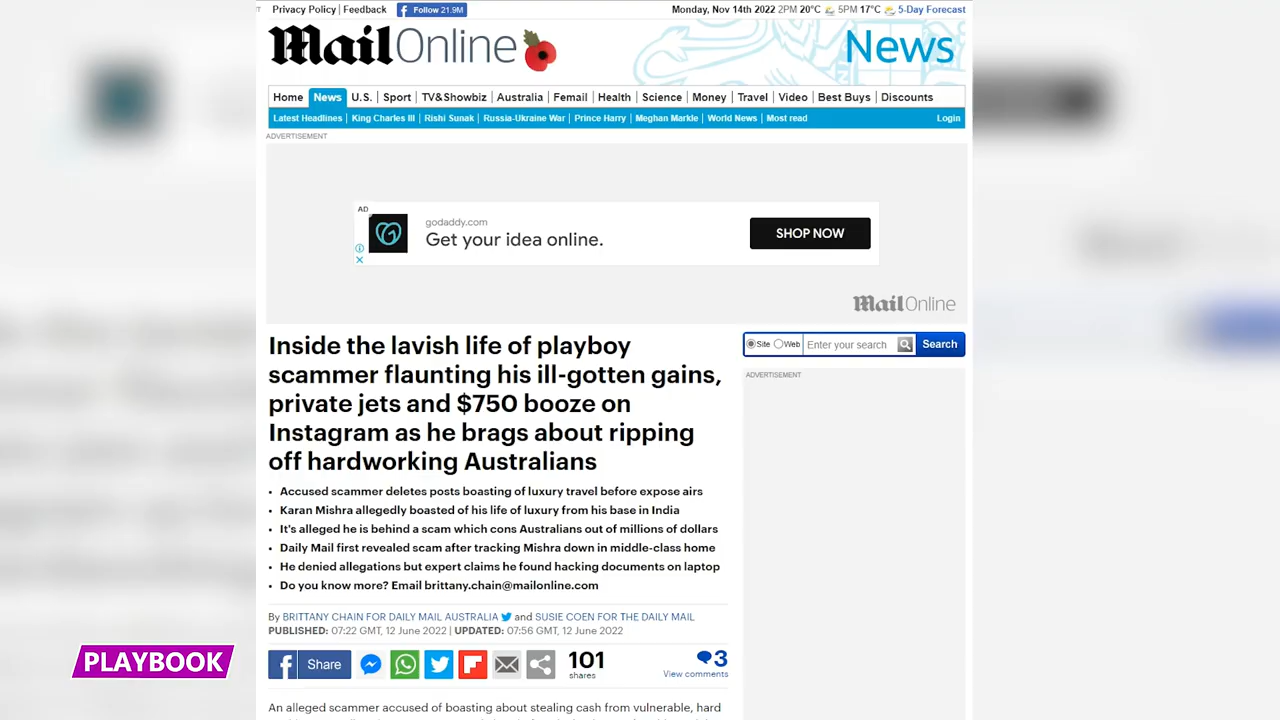 Privacy Policy | Feedback
Follow 21.9M
Monday, Nov 14th 2022 2PM 20°C 5PM 17°C 5-Day Forecast
MailOnline
News
Home News U.S. Sport TV&Showbiz Australia Femail Health Science Money Travel Video Best Buys Discounts
Latest Headlines King Charles III Rishi Sunak Russia-Ukraine War Prince Harry Meghan Markle World News Most read Login
ADVERTISEMENT
AD
godaddy.com
Get your idea online.
SHOP NOW
MailOnline
Inside the lavish life of playboy
scammer flaunting his ill-gotten gains,
private jets and $750 booze on
Instagram as he brags about ripping
off hardworking Australians
Site Web Enter your search Search
ADVERTISEMENT
• Accused scammer deletes posts boasting of luxury travel before expose airs
• Karan Mishra allegedly boasted of his life of luxury from his base in India
• It's alleged he is behind a scam which cons Australians out of millions of dollars
• Daily Mail first revealed scam after tracking Mishra down in middle-class home
• He denied allegations but expert claims he found hacking documents on laptop
• Do you know more? Email brittany.chain@mailonline.com
By BRITTANY CHAIN FOR DAILY MAIL AUSTRALIA and SUSIE COEN FOR THE DAILY MAIL
PUBLISHED: 07:22 GMT, 12 June 2022 | UPDATED: 07:56 GMT, 12 June 2022
Share
101
shares
3
View comments
PLAYBOOK
An alleged scammer accused of boasting about stealing cash from vulnerable, hard